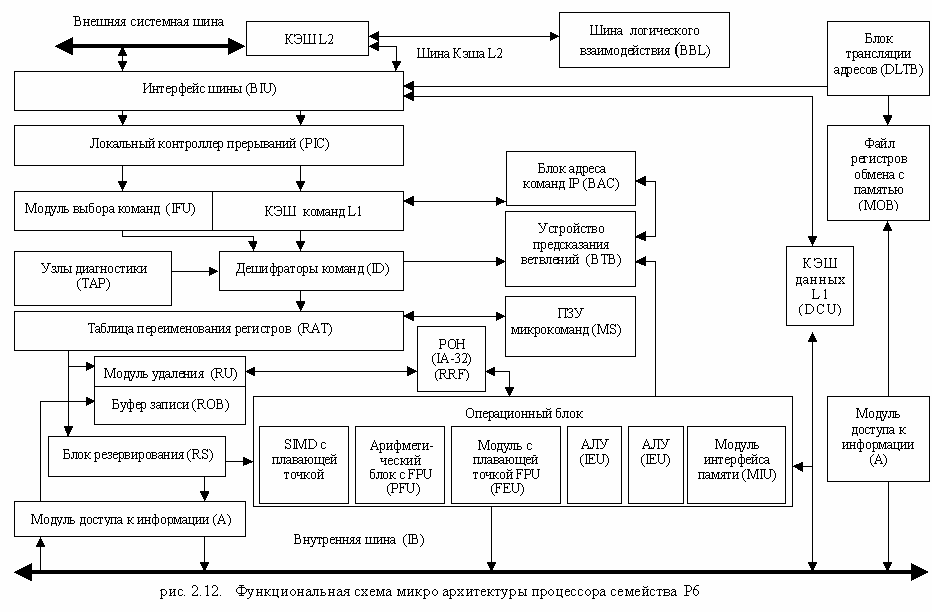 Внешняя системная шина
КЭШ L2
Шина логического
взаимодействия (BBL)
Шина Кэша L2
Блок
трансляции
адресов (DLTB)
Интерфейс шины (BIU)
Локальный контроллер прерываний (PIC)
Файл
регистров
обмена с
памятью
(MOB)
Блок адреса
команд IP (BAC)
Модуль выбора команд (IFU)
КЭШ команд L1
Устройство
предсказания
ветвлений (BTB)
Узлы диагностики
(TAP)
Дешифраторы команд (ID)
КЭШ
данных
L1
(DCU)
Таблица переименования регистров (RAT)
ПЗУ
микрокоманд (MS)
РОН
(IA-32)
(RRF)
Модуль удаления (RU)
Буфер записи (ROB)
Операционный блок
Блок резервирования (RS)
SIMD с
плавающей
точкой
Арифмети-
ческий
блок с FPU
(PFU)
Модуль с
плавающей
точкой FPU
(FEU)
АЛУ
(IEU)
АЛУ
(IEU)
Модуль
интерфейса
памяти (MIU)
Модуль
доступа к
информации
(A)
Модуль доступа к информации (A)
Внутренняя шина (IB)
рис. 2.12. Функциональная схема микро архитектуры процессора семейства P6